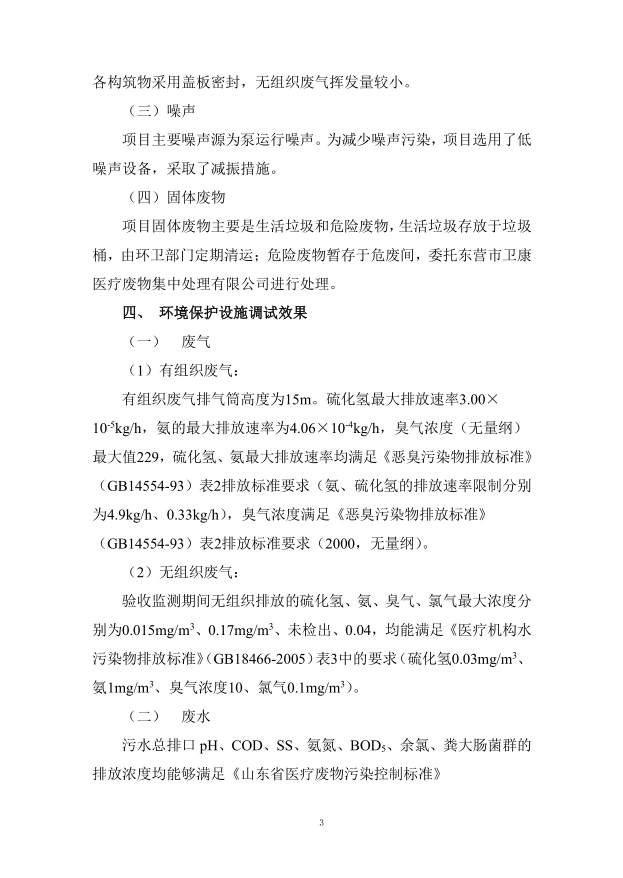 各构筑物采用盖板密封，无组织废气挥发量较小。
（三）噪声
项目主要噪声源为泵运行噪声。为减少噪声污染，项目选用了低
噪声设备，采取了减振措施。
（四）固体废物
项目固体废物主要是生活垃圾和危险废物，生活垃圾存放于垃圾
桶，由环卫部门定期清运；危险废物暂存于危废间，委托东营市卫康
医疗废物集中处理有限公司进行处理。
四、 环境保护设施调试效果
（一） 废气
（1）有组织废气：
有组织废气排气筒高度为15m。硫化氢最大排放速率3.00×
10⁻⁵kg/h，氨的最大排放速率为4.06×10⁻⁴kg/h，臭气浓度（无量纲）
最大值229，硫化氢、氨最大排放速率均满足《恶臭污染物排放标准》
（GB14554-93）表2排放标准要求（氨、硫化氢的排放速率限制分别
为4.9kg/h、0.33kg/h），臭气浓度满足《恶臭污染物排放标准》
（GB14554-93）表2排放标准要求（2000，无量纲）。
（2）无组织废气：
验收监测期间无组织排放的硫化氢、氨、臭气、氯气最大浓度分
别为0.015mg/m³、0.17mg/m³、未检出、0.04，均能满足《医疗机构水
污染物排放标准》（GB18466-2005）表3中的要求（硫化氢0.03mg/m³、
氨1mg/m³、臭气浓度10、氯气0.1mg/m³）。
（二） 废水
污水总排口 pH、COD、SS、氨氮、BOD₅、余氯、粪大肠菌群的
排放浓度均能够满足《山东省医疗废物污染控制标准》
3